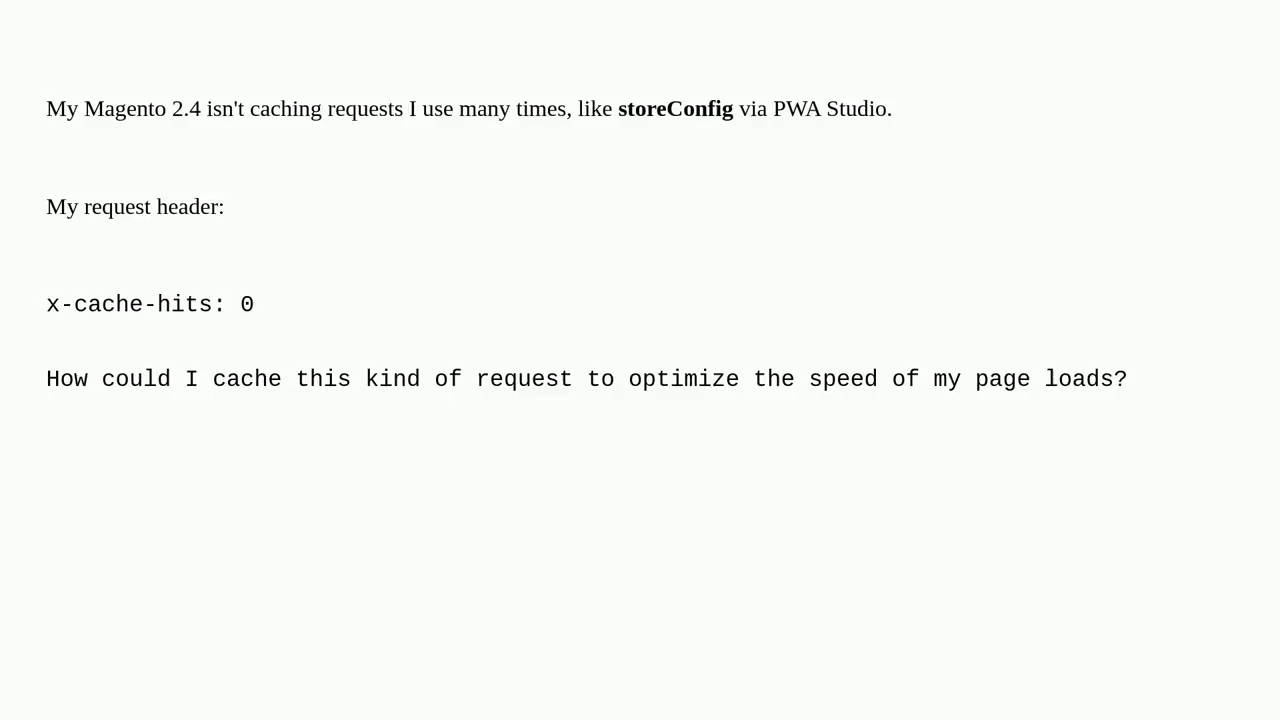 My Magento 2.4 isn't caching requests I use many times, like storeConfig via PWA Studio.
My request header:
x-cache-hits: 0
How could I cache this kind of request to optimize the speed of my page loads?